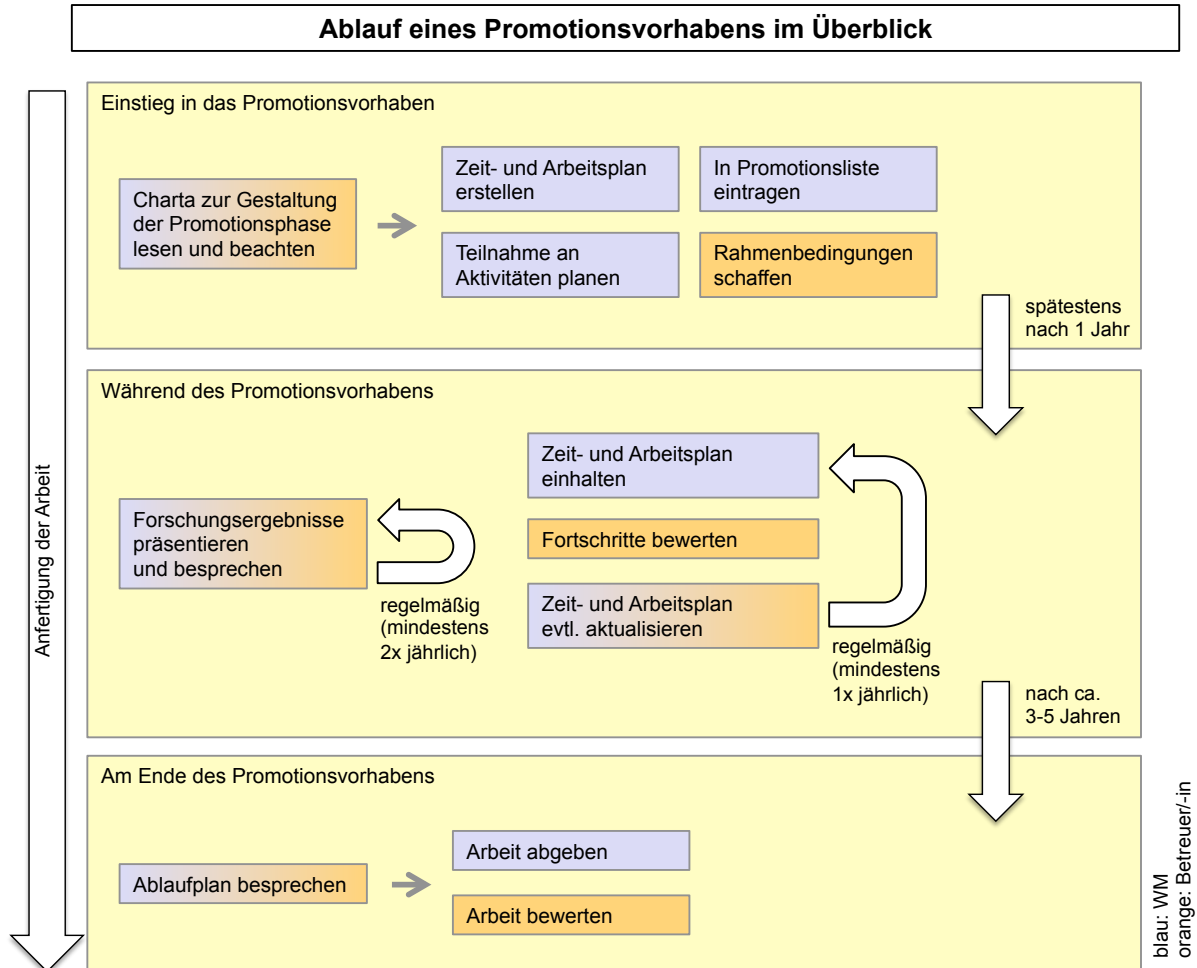 Ablauf eines Promotionsvorhabens im Überblick
Anfertigung der Arbeit
Einstieg in das Promotionsvorhaben
Charta zur Gestaltung
der Promotionsphase
lesen und beachten
Zeit- und Arbeitsplan
erstellen
In Promotionsliste
eintragen
Teilnahme an
Aktivitäten planen
Rahmenbedingungen
schaffen
spätestens
nach 1 Jahr
Während des Promotionsvorhabens
Forschungsergebnisse
präsentieren
und besprechen
regelmäßig
(mindestens
2x jährlich)
Zeit- und Arbeitsplan
einhalten
Fortschritte bewerten
Zeit- und Arbeitsplan
evtl. aktualisieren
regelmäßig
(mindestens
1x jährlich)
nach ca.
3-5 Jahren
Am Ende des Promotionsvorhabens
Ablaufplan besprechen
Arbeit abgeben
Arbeit bewerten
blau: WM
orange: Betreuer/-in